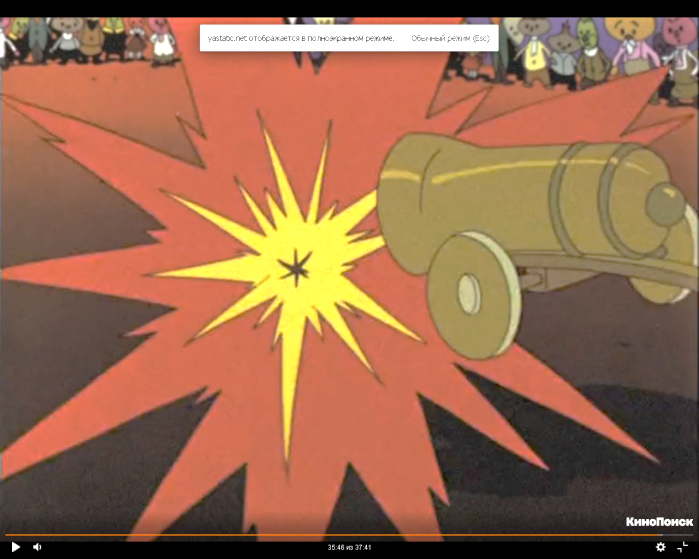 yastatic.net отображается в полноэкранном режиме. Обычный режим (Esc)
КиноПоиск
35:46 из 37:41